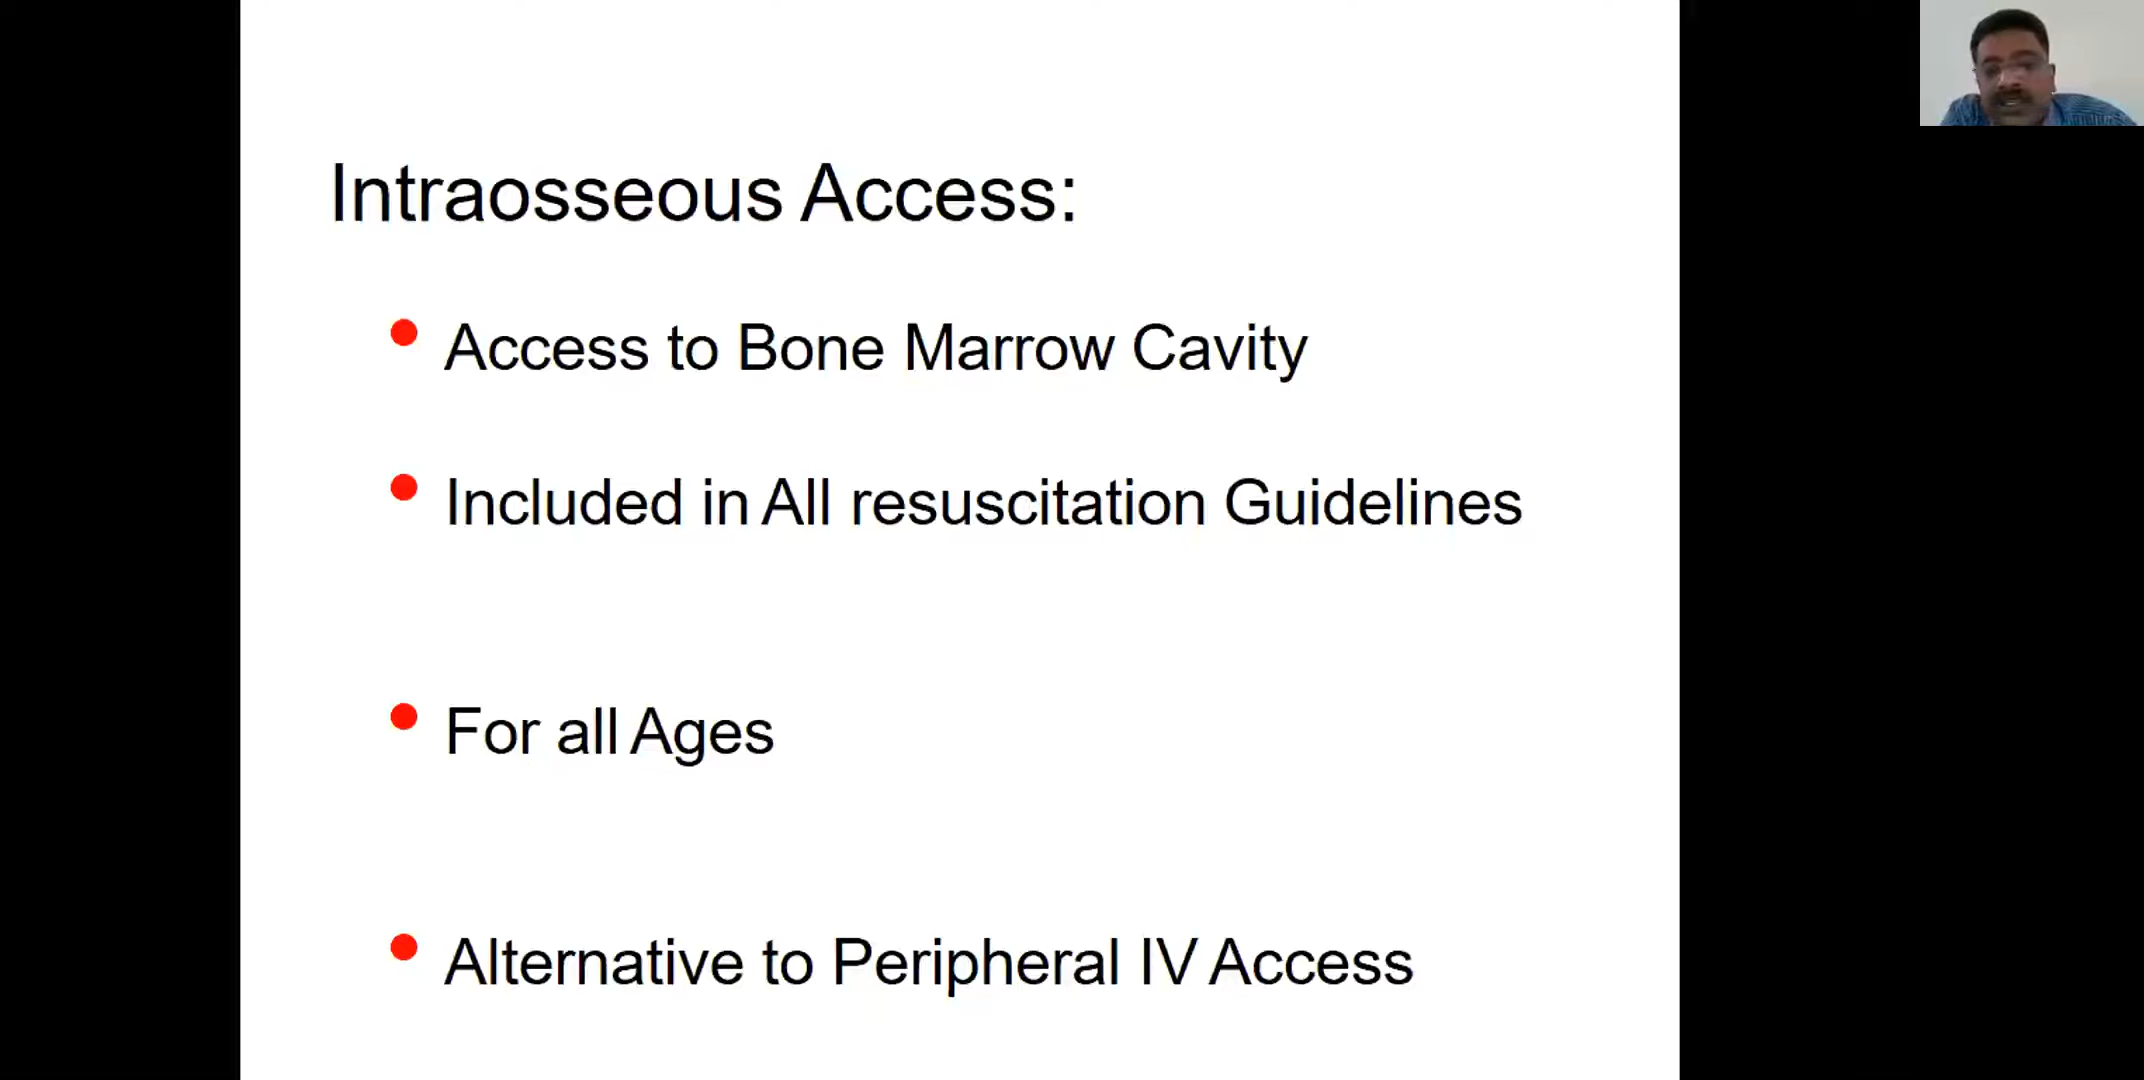 Intraosseous Access:
Access to Bone Marrow Cavity
Included in All resuscitation Guidelines
For all Ages
Alternative to Peripheral IV Access